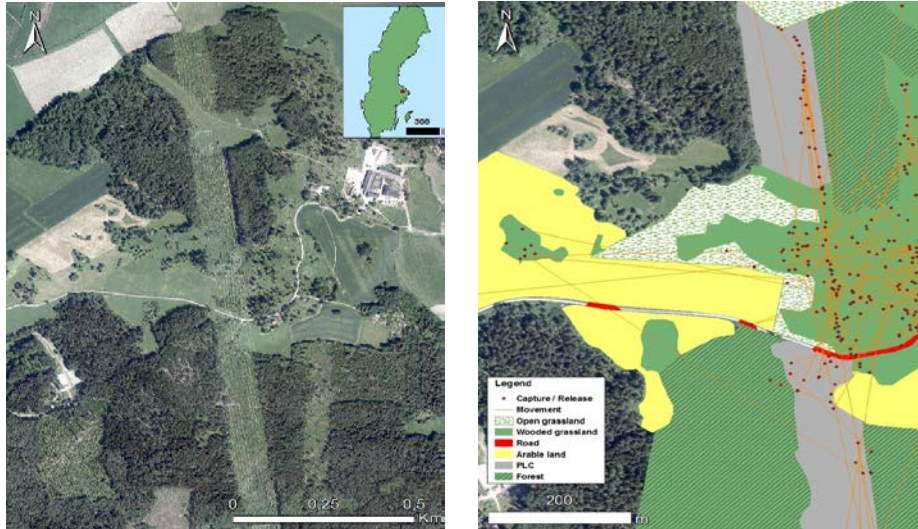 N
300
0
0.25
0.5
Km
N
Legend
Capture / Release
Movement
Open grassland
Wooded grassland
Road
Arable land
PLC
Forest
200
m